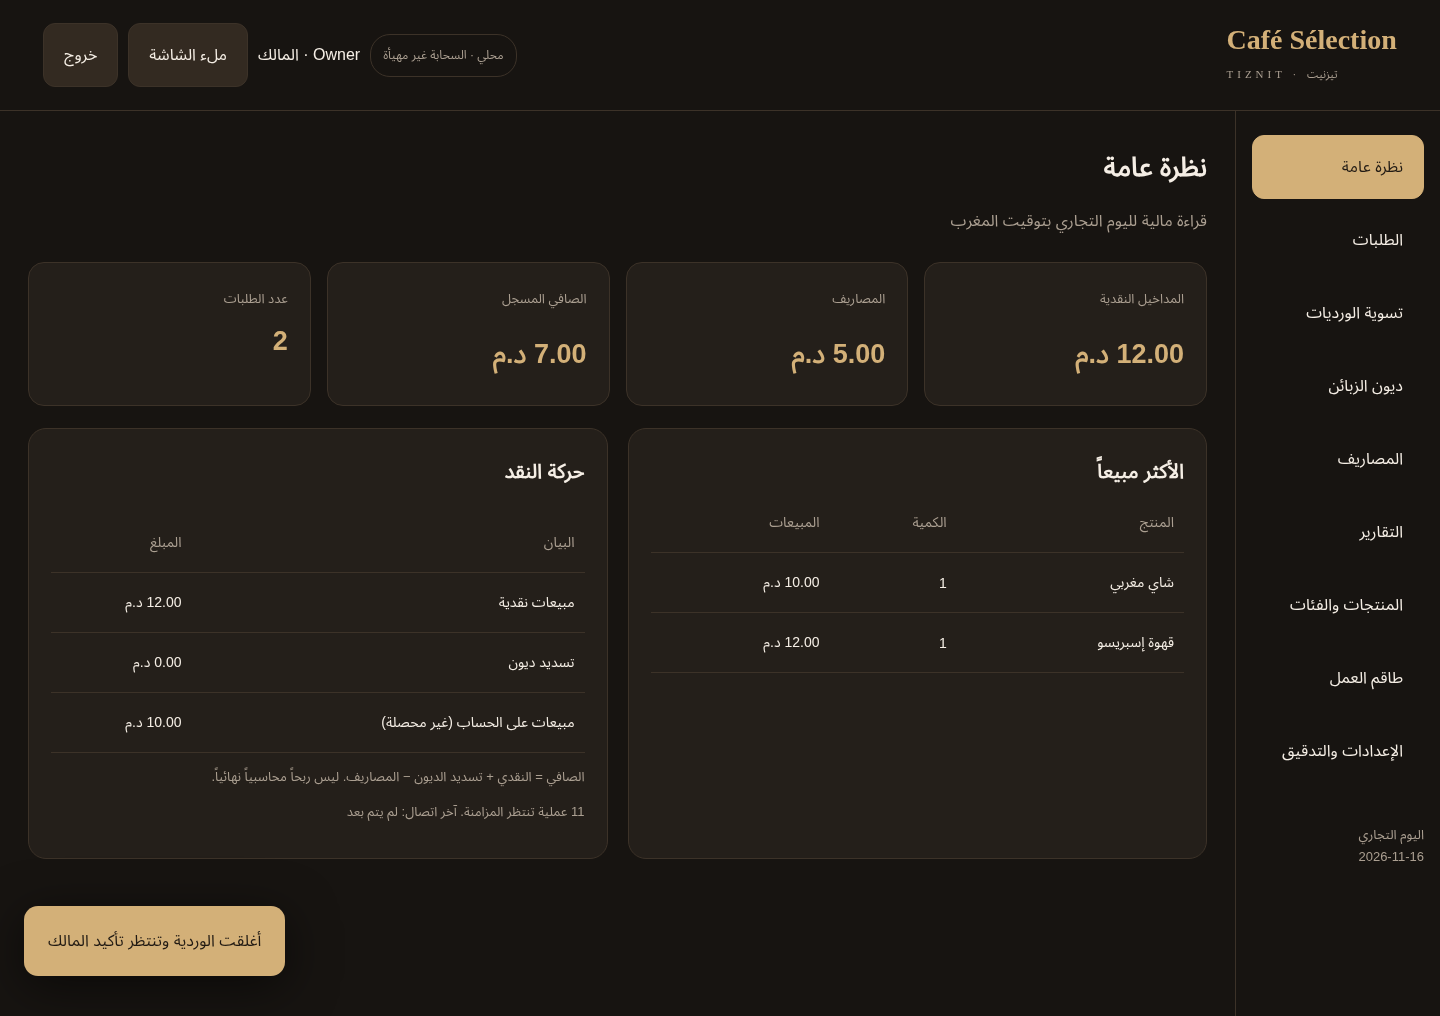 Café Sélection
TIZNIT · تيزنيت
محلي · السحابة غير مهيأة
Owner · المالك
ملء الشاشة
خروج
نظرة عامة
الطلبات
تسوية الورديات
ديون الزبائن
المصاريف
التقارير
المنتجات والفئات
طاقم العمل
الإعدادات والتدقيق
اليوم التجاري
2026-11-16
نظرة عامة
قراءة مالية لليوم التجاري بتوقيت المغرب
المداخيل النقدية
12.00 د.م
المصاريف
5.00 د.م
الصافي المسجل
7.00 د.م
عدد الطلبات
2
الأكثر مبيعاً
المنتج الكمية المبيعات
شاي مغربي 1 10.00 د.م
قهوة إسبريسو 1 12.00 د.م
حركة النقد
البيان المبلغ
مبيعات نقدية 12.00 د.م
تسديد ديون 0.00 د.م
مبيعات على الحساب (غير محصلة) 10.00 د.م
الصافي = النقدي + تسديد الديون − المصاريف. ليس ربحاً محاسبياً نهائياً.
11 عملية تنتظر المزامنة. آخر اتصال: لم يتم بعد
أغلقت الوردية وتنتظر تأكيد المالك